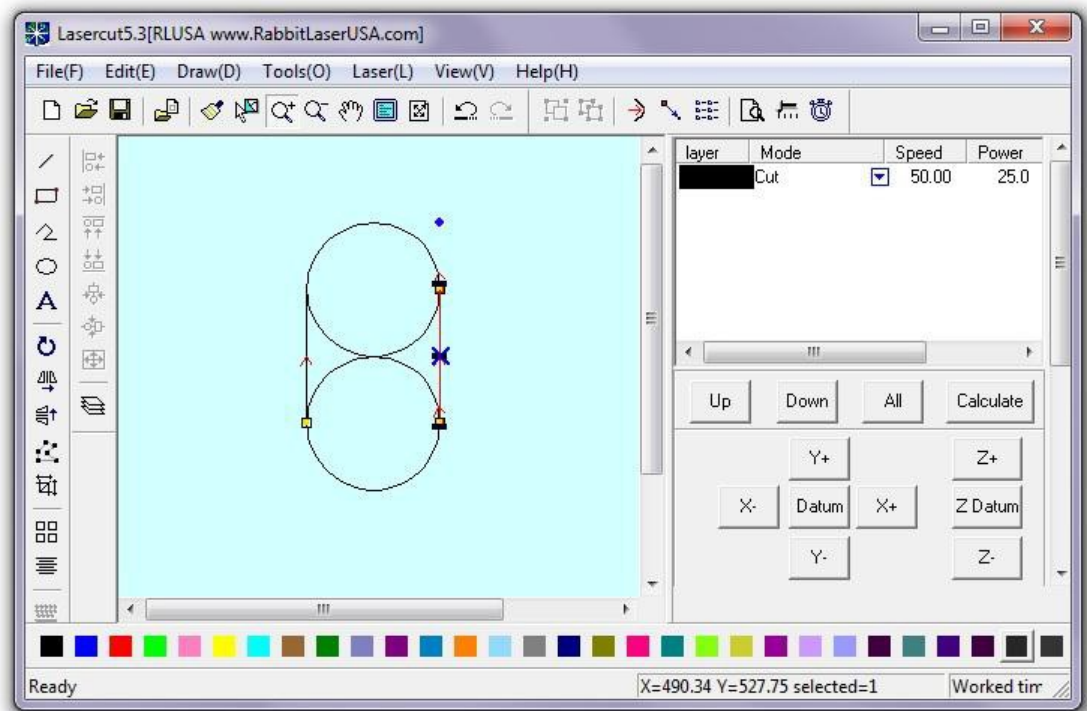 Lasercut5.3[RLUSA www.RabbitLaserUSA.com]
File(F) Edit(E) Draw(D) Tools(O) Laser(L) View(V) Help(H)
layer Mode Speed Power
Cut 50.00 25.0
A
Up Down All Calculate
Y+ Z+
X- Datum X+ Z Datum
Y- Z-
Ready X=490.34 Y=527.75 selected=1 Worked tim